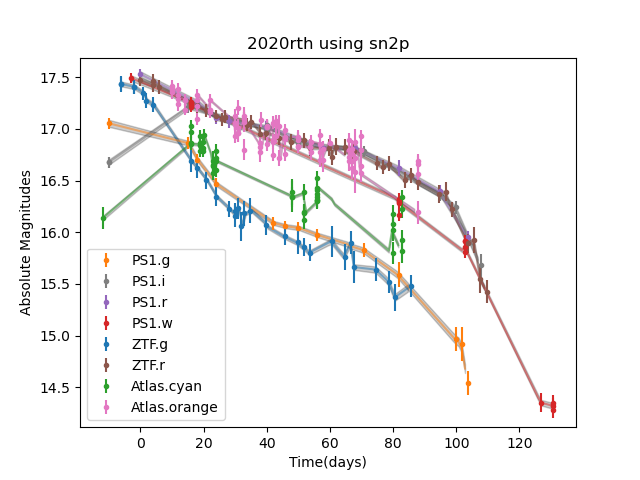 2020rth using sn2p
Absolute Magnitudes
17.5
17.0
16.5
16.0
15.5
15.0
14.5
PS1.g
PS1.i
PS1.r
PS1.w
ZTF.g
ZTF.r
Atlas.cyan
Atlas.orange
0 20 40 60 80 100 120
Time(days)